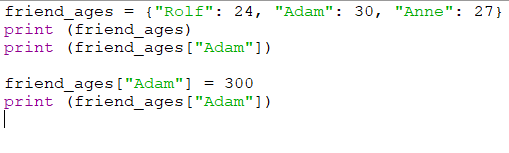 friend_ages = {"Rolf": 24, "Adam": 30, "Anne": 27}
print (friend_ages)
print (friend_ages["Adam"])
friend_ages["Adam"] = 300
print (friend_ages["Adam"])